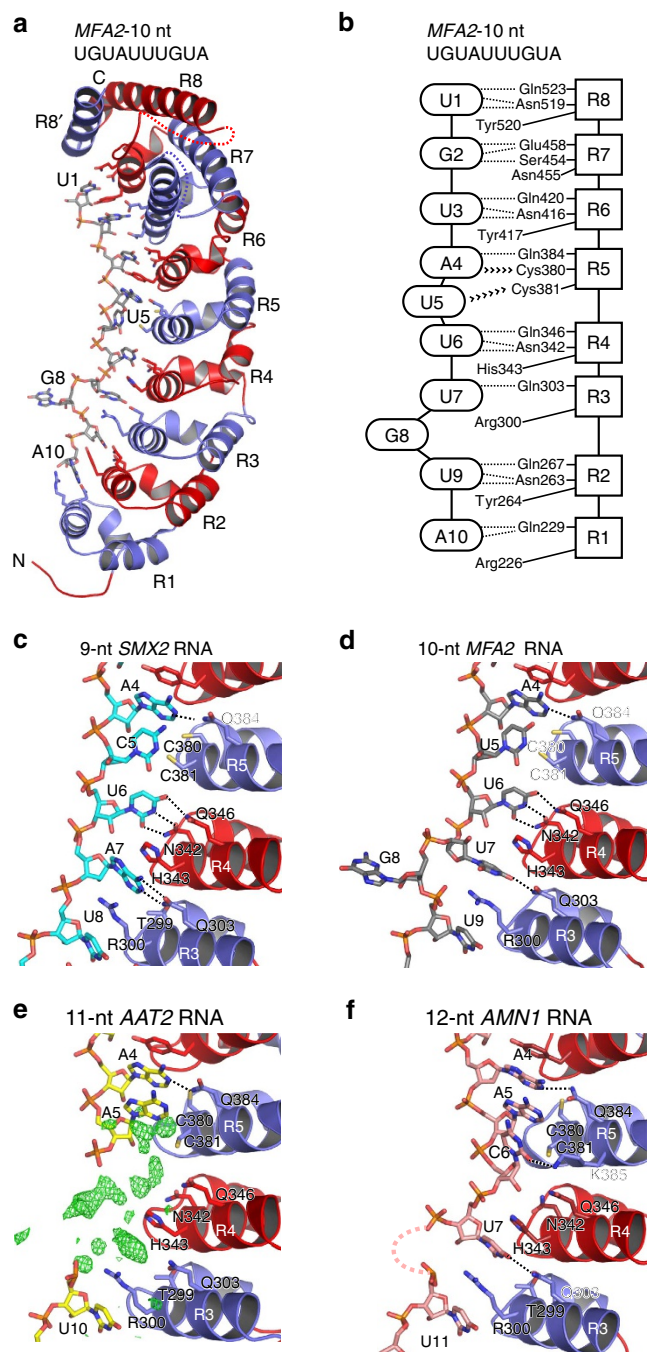 a
MFA2-10 nt
UGUAUUUGUA
C
R8
R8′
R7
U1
R6
U5
R5
R4
G8
R3
A10
R2
N
R1
b
MFA2-10 nt
UGUAUUUGUA
U1
Gln523
Asn519
Tyr520
R8
G2
Glu458
Ser454
Asn455
R7
U3
Gln420
Asn416
Tyr417
R6
A4
Gln384
Cys380
R5
U5
Cys381
U6
Gln346
Asn342
His343
R4
U7
Gln303
Arg300
R3
G8
U9
Gln267
Asn263
Tyr264
R2
A10
Gln229
Arg226
R1
c
9-nt SMX2 RNA
A4
Q384
C5
C380
R5
C381
U6
Q346
A7
N342
R4
H343
U8
T299
Q303
R300
R3
d
10-nt MFA2 RNA
A4
Q384
U5
C380
R5
C381
U6
Q346
U7
N342
R4
G8
H343
Q303
U9
R300
R3
e
11-nt AAT2 RNA
A4
Q384
A5
C380
R5
C381
Q346
N342
R4
H343
Q303
U10
T299
R300
R3
f
12-nt AMN1 RNA
A4
A5
Q384
C380
R5
C6
C381
K385
U7
Q346
N342
R4
H343
Q303
T299
R300
R3
U11